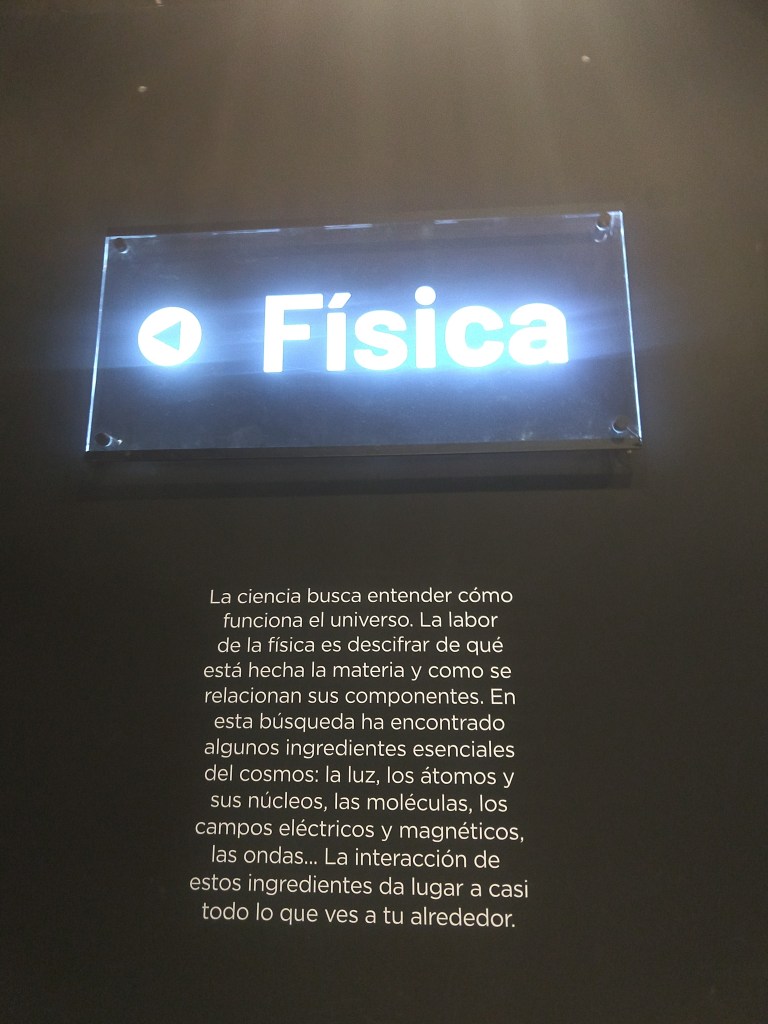 Física
La ciencia busca entender cómo
funciona el universo. La labor
de la física es descifrar de qué
está hecha la materia y como se
relacionan sus componentes. En
esta búsqueda ha encontrado
algunos ingredientes esenciales
del cosmos: la luz, los átomos y
sus núcleos, las moléculas, los
campos eléctricos y magnéticos,
las ondas... La interacción de
estos ingredientes da lugar a casi
todo lo que ves a tu alrededor.